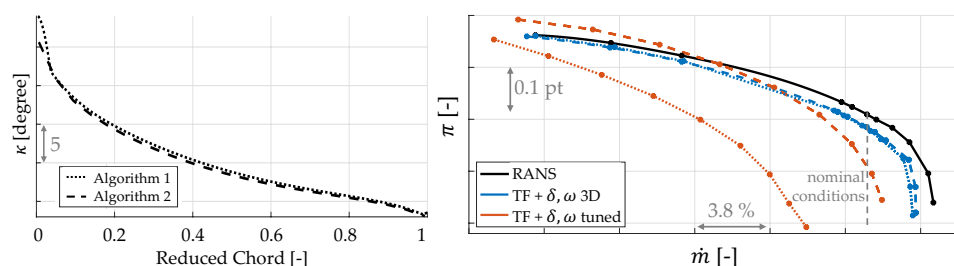 κ [degree]
5
Algorithm 1
Algorithm 2
0 0.2 0.4 0.6 0.8 1
Reduced Chord [-]
π [-]
0.1 pt
RANS
TF + δ, ω 3D
TF + δ, ω tuned
nominal
conditions
3.8 %
ṁ [-]